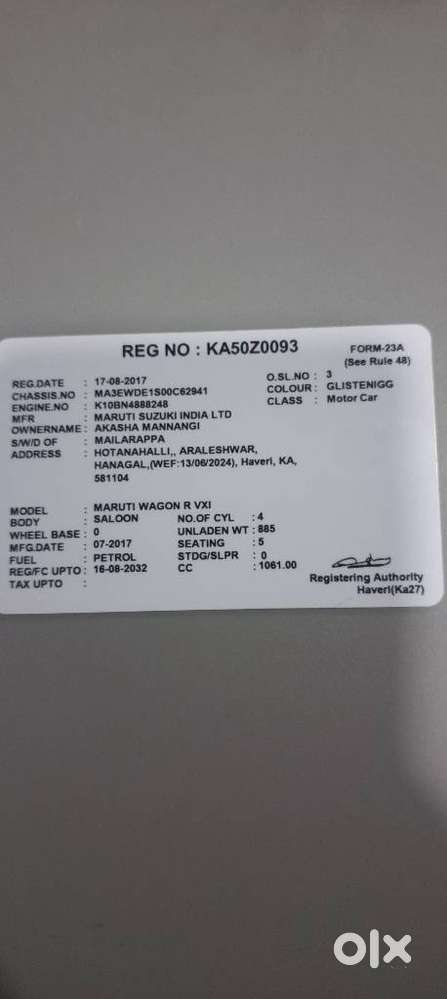 REG NO : KA50Z0093
FORM-23A
(See Rule 48)
REG.DATE : 17-08-2017
O.SL.NO : 3
CHASSIS.NO : MA3EWDE1S00C62941
COLOUR : GLISTENIGG
ENGINE.NO : K10BN4888248
CLASS : Motor Car
MFR : MARUTI SUZUKI INDIA LTD
OWNERNAME : AKASHA MANNANGI
S/W/D OF : MAILARAPPA
ADDRESS : HOTANAHALLI,, ARALESHWAR,
HANAGAL,(WEF:13/06/2024), Haveri, KA,
581104
MODEL : MARUTI WAGON R VXI
BODY : SALOON NO.OF CYL : 4
WHEEL BASE : 0 UNLADEN WT : 885
MFG.DATE : 07-2017 SEATING : 5
FUEL : PETROL STDG/SLPR : 0
REG/FC UPTO : 16-08-2032 CC : 1061.00
TAX UPTO :
Registering Authority
Haveri(Ka27)
olx